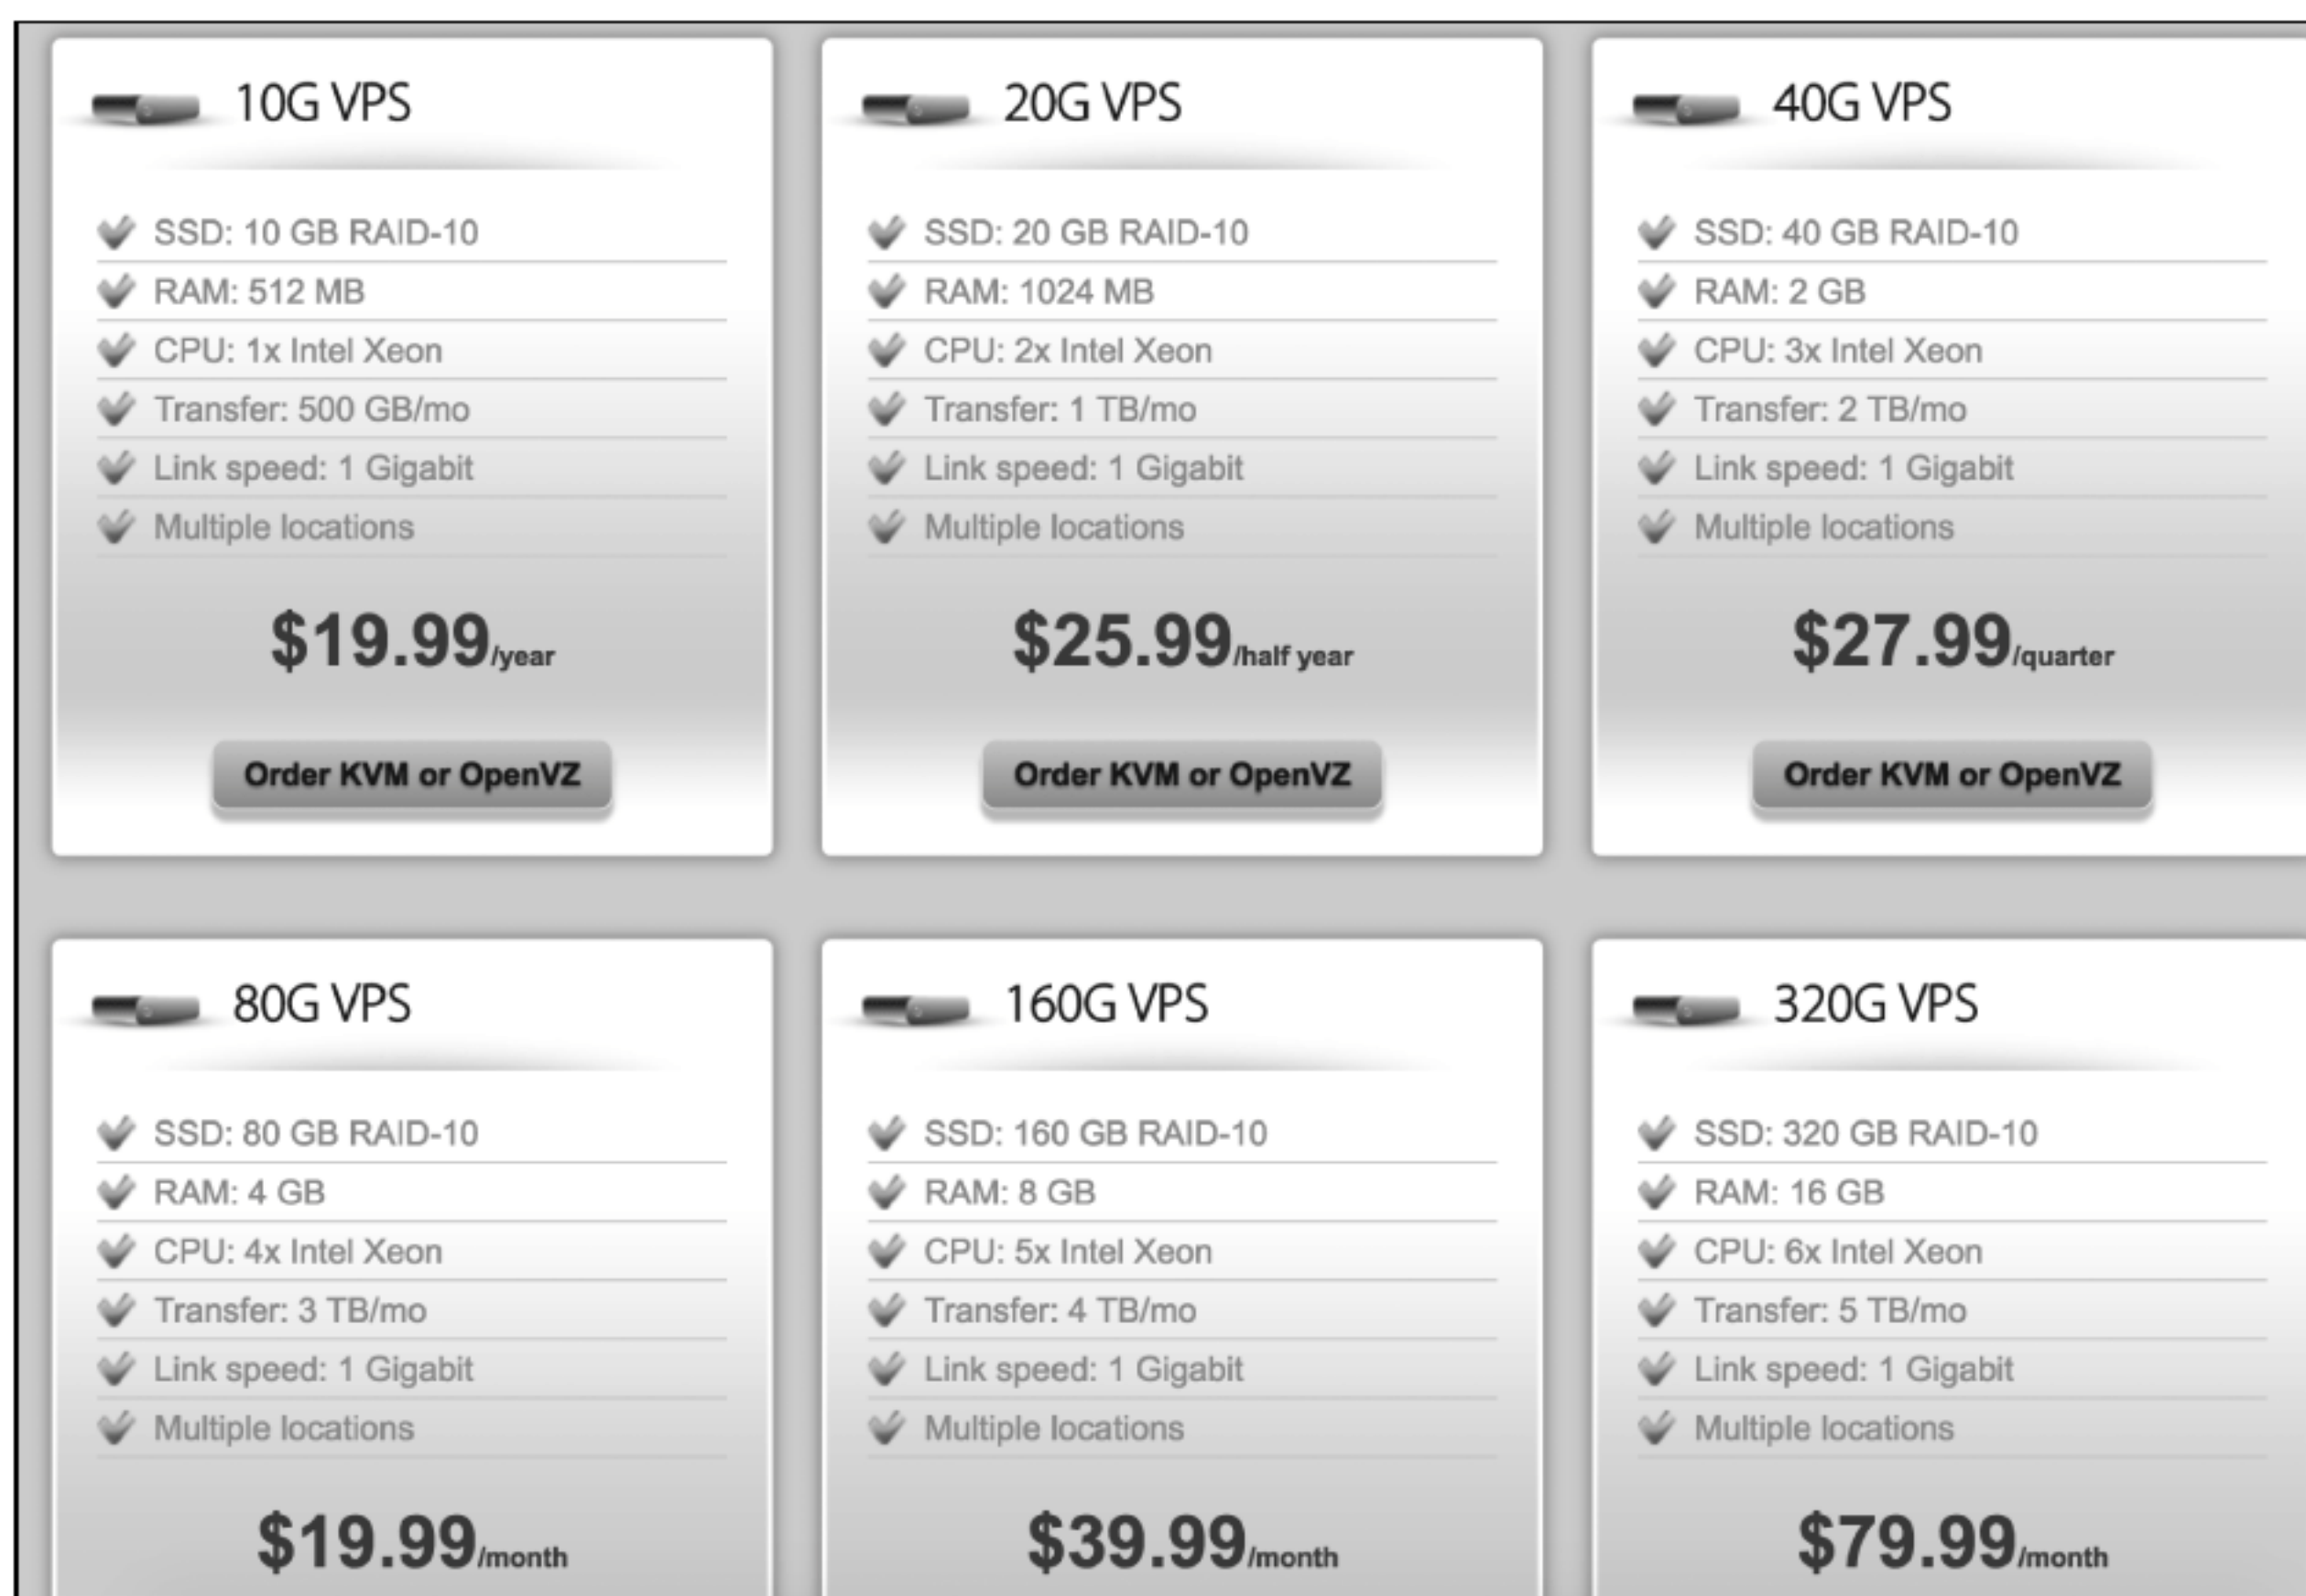 10G VPS
SSD: 10 GB RAID-10
RAM: 512 MB
CPU: 1x Intel Xeon
Transfer: 500 GB/mo
Link speed: 1 Gigabit
Multiple locations
$19.99/year
Order KVM or OpenVZ
20G VPS
SSD: 20 GB RAID-10
RAM: 1024 MB
CPU: 2x Intel Xeon
Transfer: 1 TB/mo
Link speed: 1 Gigabit
Multiple locations
$25.99/half year
Order KVM or OpenVZ
40G VPS
SSD: 40 GB RAID-10
RAM: 2 GB
CPU: 3x Intel Xeon
Transfer: 2 TB/mo
Link speed: 1 Gigabit
Multiple locations
$27.99/quarter
Order KVM or OpenVZ
80G VPS
SSD: 80 GB RAID-10
RAM: 4 GB
CPU: 4x Intel Xeon
Transfer: 3 TB/mo
Link speed: 1 Gigabit
Multiple locations
$19.99/month
160G VPS
SSD: 160 GB RAID-10
RAM: 8 GB
CPU: 5x Intel Xeon
Transfer: 4 TB/mo
Link speed: 1 Gigabit
Multiple locations
$39.99/month
320G VPS
SSD: 320 GB RAID-10
RAM: 16 GB
CPU: 6x Intel Xeon
Transfer: 5 TB/mo
Link speed: 1 Gigabit
Multiple locations
$79.99/month